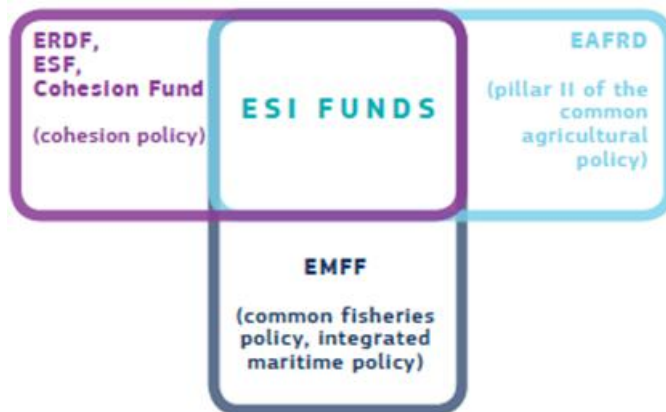 ERDF,
ESF,
Cohesion Fund
(cohesion policy)
ESI FUNDS
EAFRD
(pillar II of the
common
agricultural
policy)
EMFF
(common fisheries
policy, integrated
maritime policy)